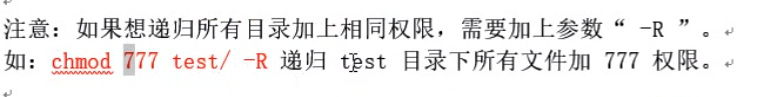 注意：如果想递归所有目录加上相同权限，需要加上参数“ -R ”。
如：chmod 777 test/ -R 递归 test 目录下所有文件加 777 权限。